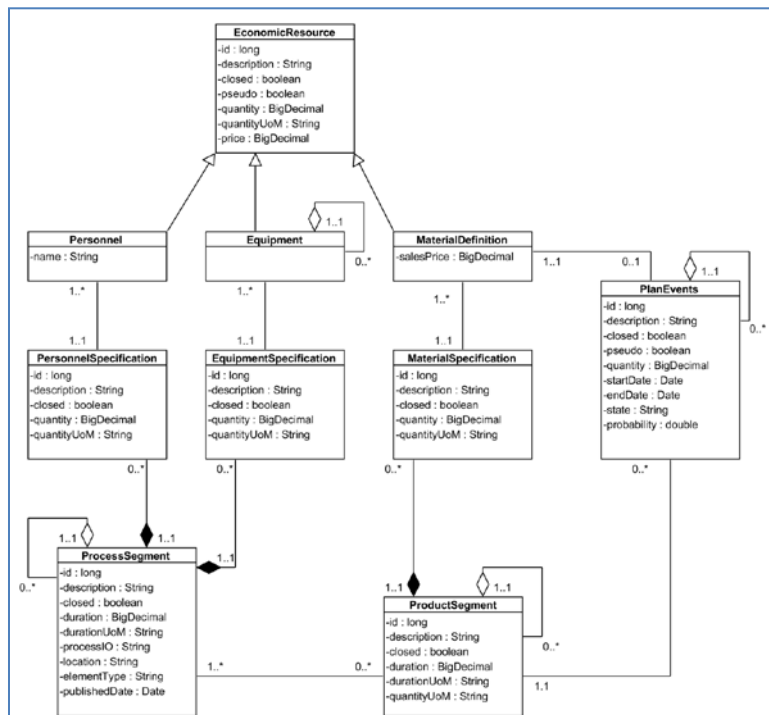 EconomicResource
-id : long
-description : String
-closed : boolean
-pseudo : boolean
-quantity : BigDecimal
-quantityUoM : String
-price : BigDecimal
Personnel
-name : String
Equipment
1..1
0..*
MaterialDefinition
-salesPrice : BigDecimal
1..1
0..1
1..1
0..*
PlanEvents
-id : long
-description : String
-closed : boolean
-pseudo : boolean
-quantity : BigDecimal
-startDate : Date
-endDate : Date
-state : String
-probability : double
1..*
1..1
1..*
1..1
1..*
1..1
PersonnelSpecification
-id : long
-description : String
-closed : boolean
-quantity : BigDecimal
-quantityUoM : String
EquipmentSpecification
-id : long
-description : String
-closed : boolean
-quantity : BigDecimal
-quantityUoM : String
MaterialSpecification
-id : long
-description : String
-closed : boolean
-quantity : BigDecimal
-quantityUoM : String
0..*
0..*
0..*
0..*
1..1
1..1
1..1
0..*
ProcessSegment
-id : long
-description : String
-closed : boolean
-duration : BigDecimal
-durationUoM : String
-processIO : String
-location : String
-elementType : String
-publishedDate : Date
1..1
1..1
0..*
ProductSegment
-id : long
-description : String
-closed : boolean
-duration : BigDecimal
-durationUoM : String
-quantityUoM : String
1..*
0..*
1.1